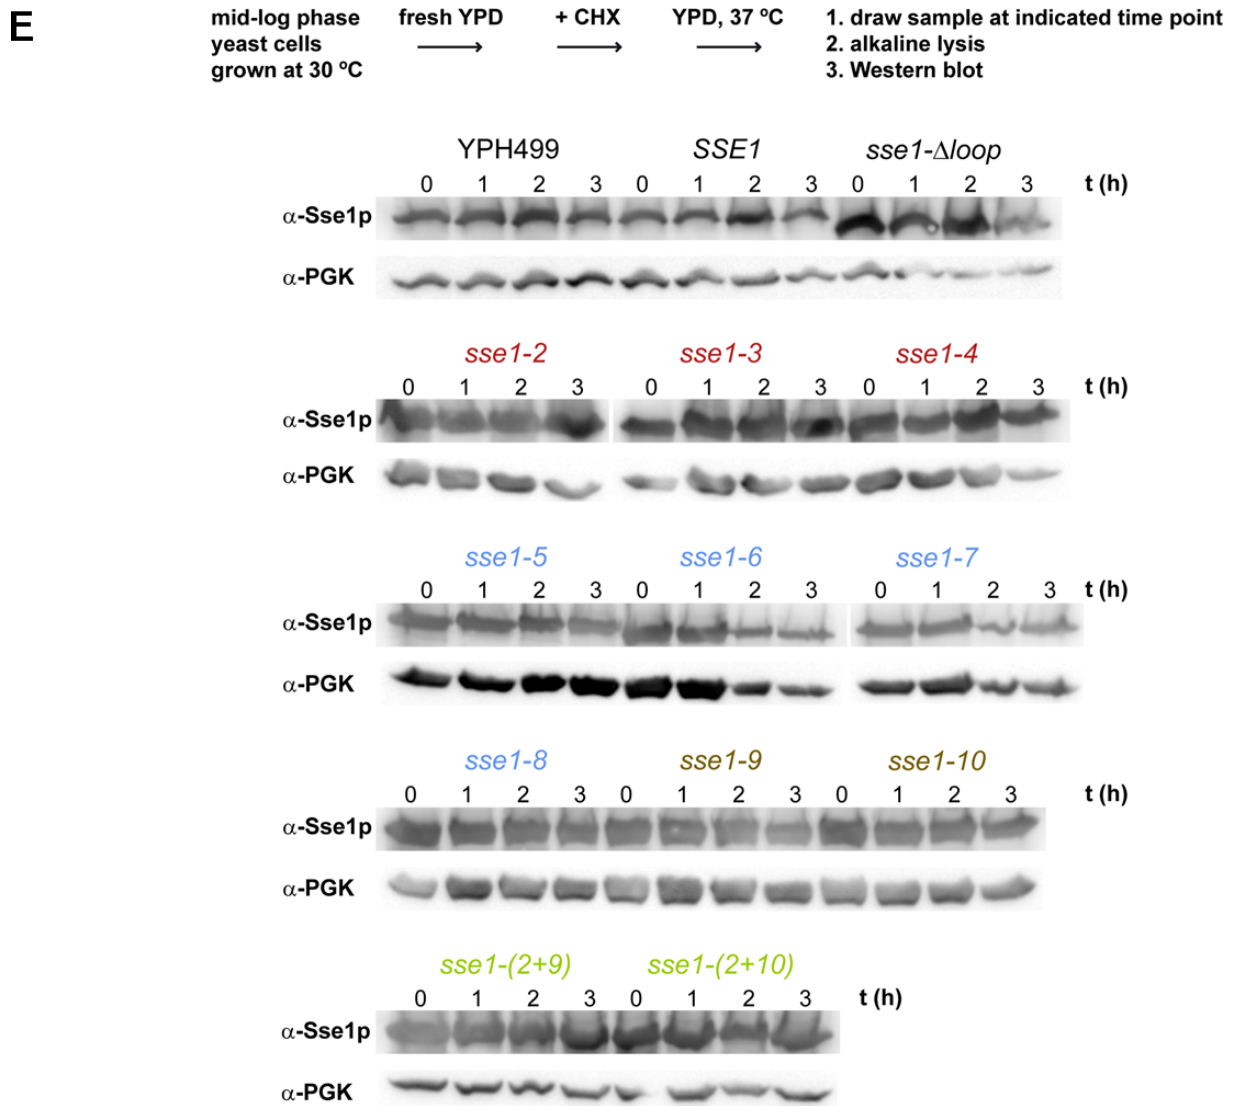 E
mid-log phase fresh YPD + CHX YPD, 37 ºC 1. draw sample at indicated time point
yeast cells 2. alkaline lysis
grown at 30 ºC 3. Western blot
YPH499 SSE1 sse1-Δloop
0 1 2 3 0 1 2 3 0 1 2 3 t (h)
α-Sse1p
α-PGK
sse1-2 sse1-3 sse1-4
0 1 2 3 0 1 2 3 0 1 2 3 t (h)
α-Sse1p
α-PGK
sse1-5 sse1-6 sse1-7
0 1 2 3 0 1 2 3 0 1 2 3 t (h)
α-Sse1p
α-PGK
sse1-8 sse1-9 sse1-10
0 1 2 3 0 1 2 3 0 1 2 3 t (h)
α-Sse1p
α-PGK
sse1-(2+9) sse1-(2+10)
0 1 2 3 0 1 2 3 t (h)
α-Sse1p
α-PGK